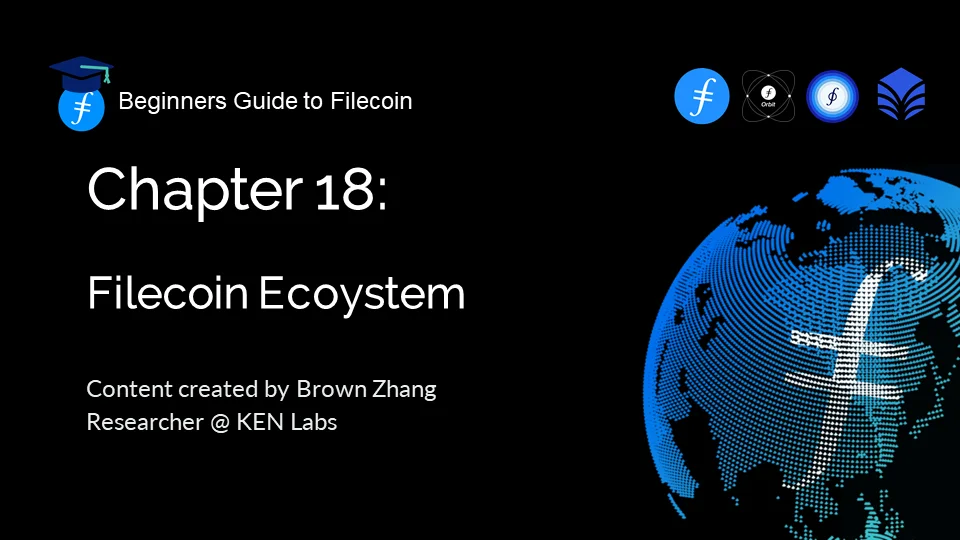 Beginners Guide to Filecoin
Orbit
Chapter 18:
Filecoin Ecoystem
Content created by Brown Zhang
Researcher @ KEN Labs